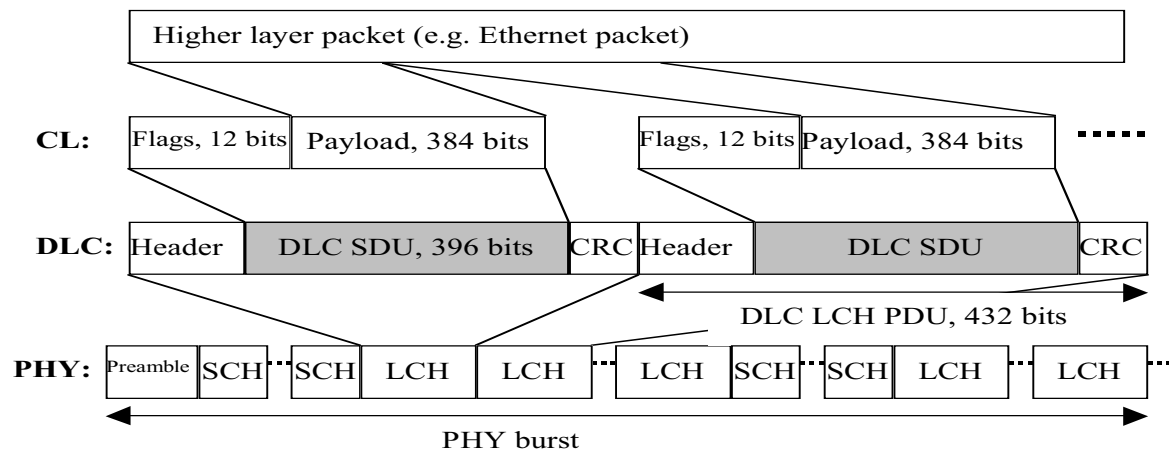 Higher layer packet (e.g. Ethernet packet)
CL: Flags, 12 bits Payload, 384 bits Flags, 12 bits Payload, 384 bits
DLC: Header DLC SDU, 396 bits CRC Header DLC SDU CRC
DLC LCH PDU, 432 bits
PHY: Preamble SCH SCH LCH LCH LCH SCH SCH LCH LCH
PHY burst